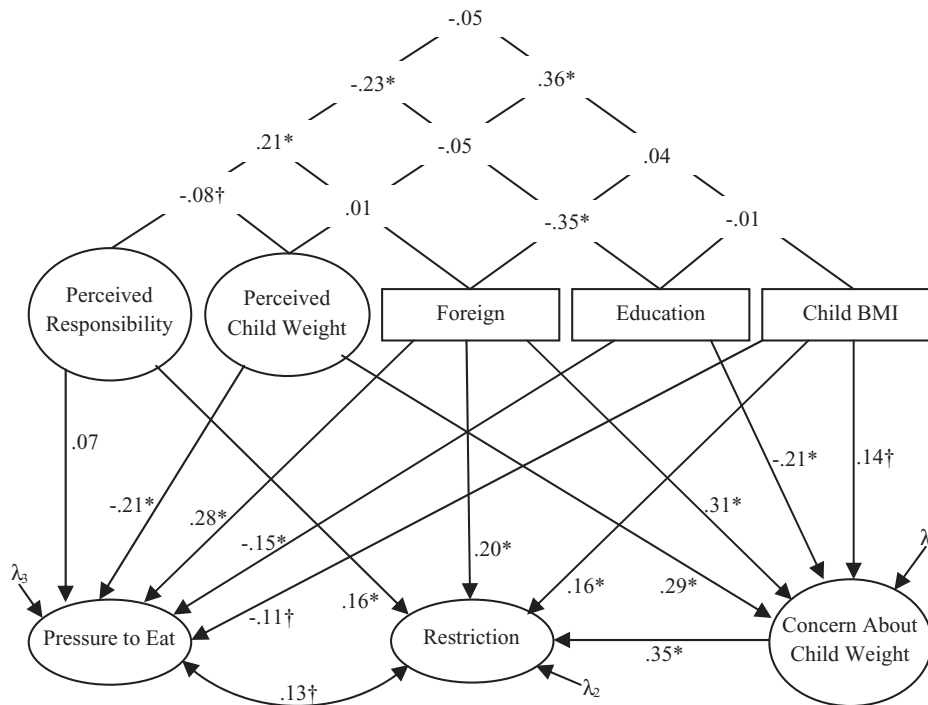 -.05
-.23*
.36*
.21*
-.05
.04
-.08†
.01
-.35*
-.01
Perceived
Responsibility
Perceived
Child Weight
Foreign
Education
Child BMI
.07
-.21*
.28*
-.15*
.20*
.31*
-.21*
.14†
λ3
.16*
-.11†
.16*
.29*
λ
Pressure to Eat
Restriction
Concern About
Child Weight
.35*
.13†
λ2